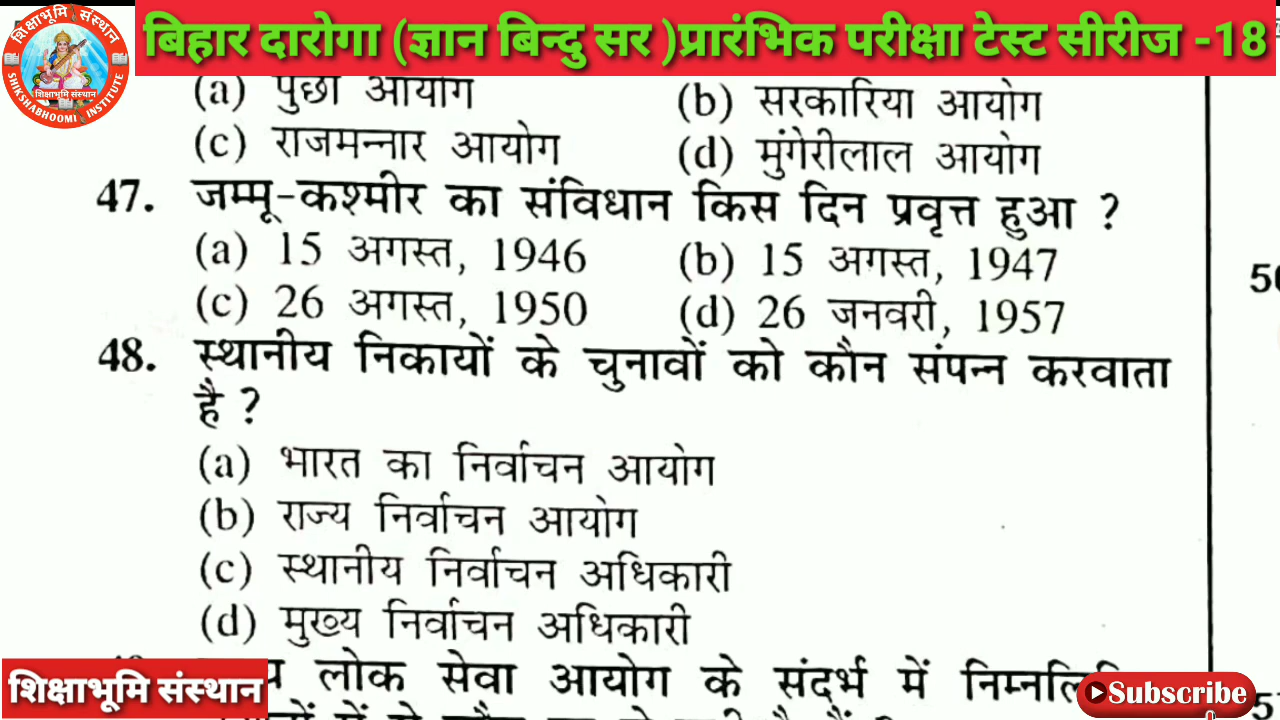 बिहार दारोगा (ज्ञान बिन्दु सर )प्रारंभिक परीक्षा टेस्ट सीरीज -18
शिक्षाभूमि संस्थान
शिक्षाभूमि संस्थान
SHIKSHABHOOMI INSTITUTE
(a) पुंछी आयोग (b) सरकारिया आयोग
(c) राजमन्नार आयोग (d) मुंगेरीलाल आयोग
47. जम्मू-कश्मीर का संविधान किस दिन प्रवृत्त हुआ ?
(a) 15 अगस्त, 1946 (b) 15 अगस्त, 1947
(c) 26 अगस्त, 1950 (d) 26 जनवरी, 1957
48. स्थानीय निकायों के चुनावों को कौन संपन्न करवाता
है ?
(a) भारत का निर्वाचन आयोग
(b) राज्य निर्वाचन आयोग
(c) स्थानीय निर्वाचन अधिकारी
(d) मुख्य निर्वाचन अधिकारी
लोक सेवा आयोग के संदर्भ में
शिक्षाभूमि संस्थान
Subscribe